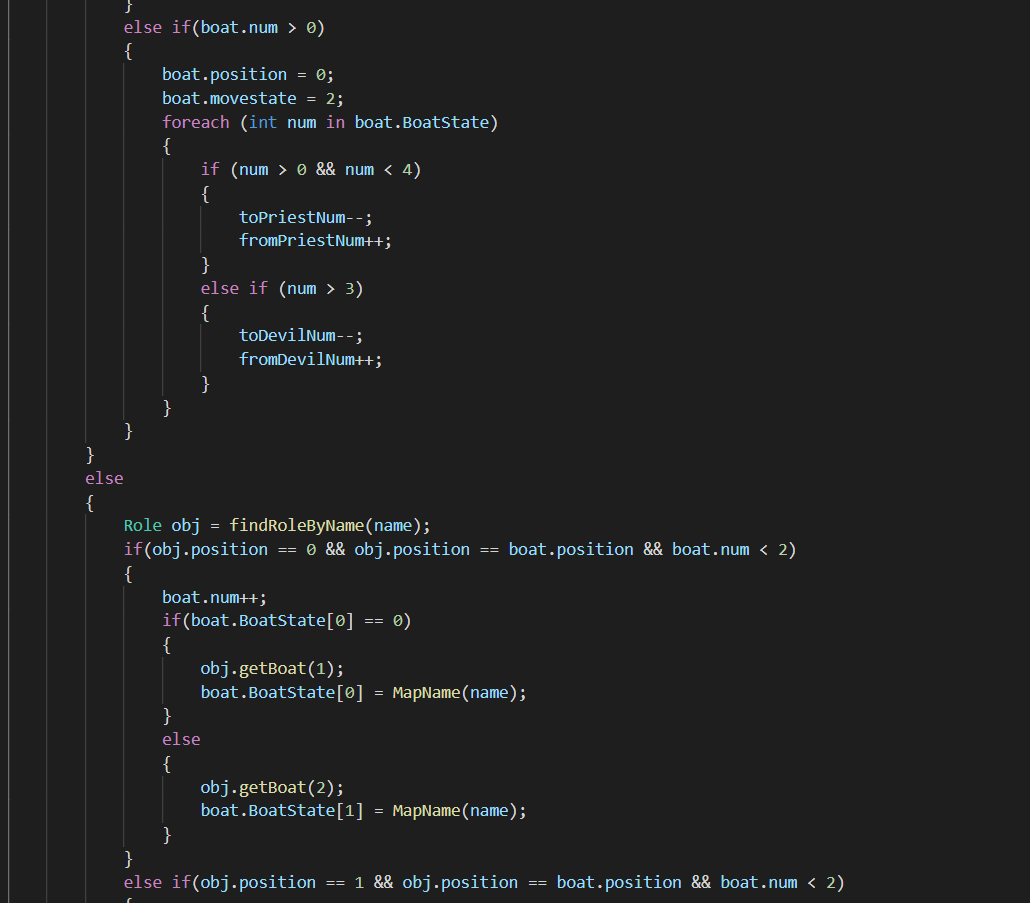 }
else if(boat.num > 0)
{
boat.position = 0;
boat.movestate = 2;
foreach (int num in boat.BoatState)
{
if (num > 0 && num < 4)
{
toPriestNum--;
fromPriestNum++;
}
else if (num > 3)
{
toDevilNum--;
fromDevilNum++;
}
}
}
}
else
{
Role obj = findRoleByName(name);
if(obj.position == 0 && obj.position == boat.position && boat.num < 2)
{
boat.num++;
if(boat.BoatState[0] == 0)
{
obj.getBoat(1);
boat.BoatState[0] = MapName(name);
}
else
{
obj.getBoat(2);
boat.BoatState[1] = MapName(name);
}
}
else if(obj.position == 1 && obj.position == boat.position && boat.num < 2)
{